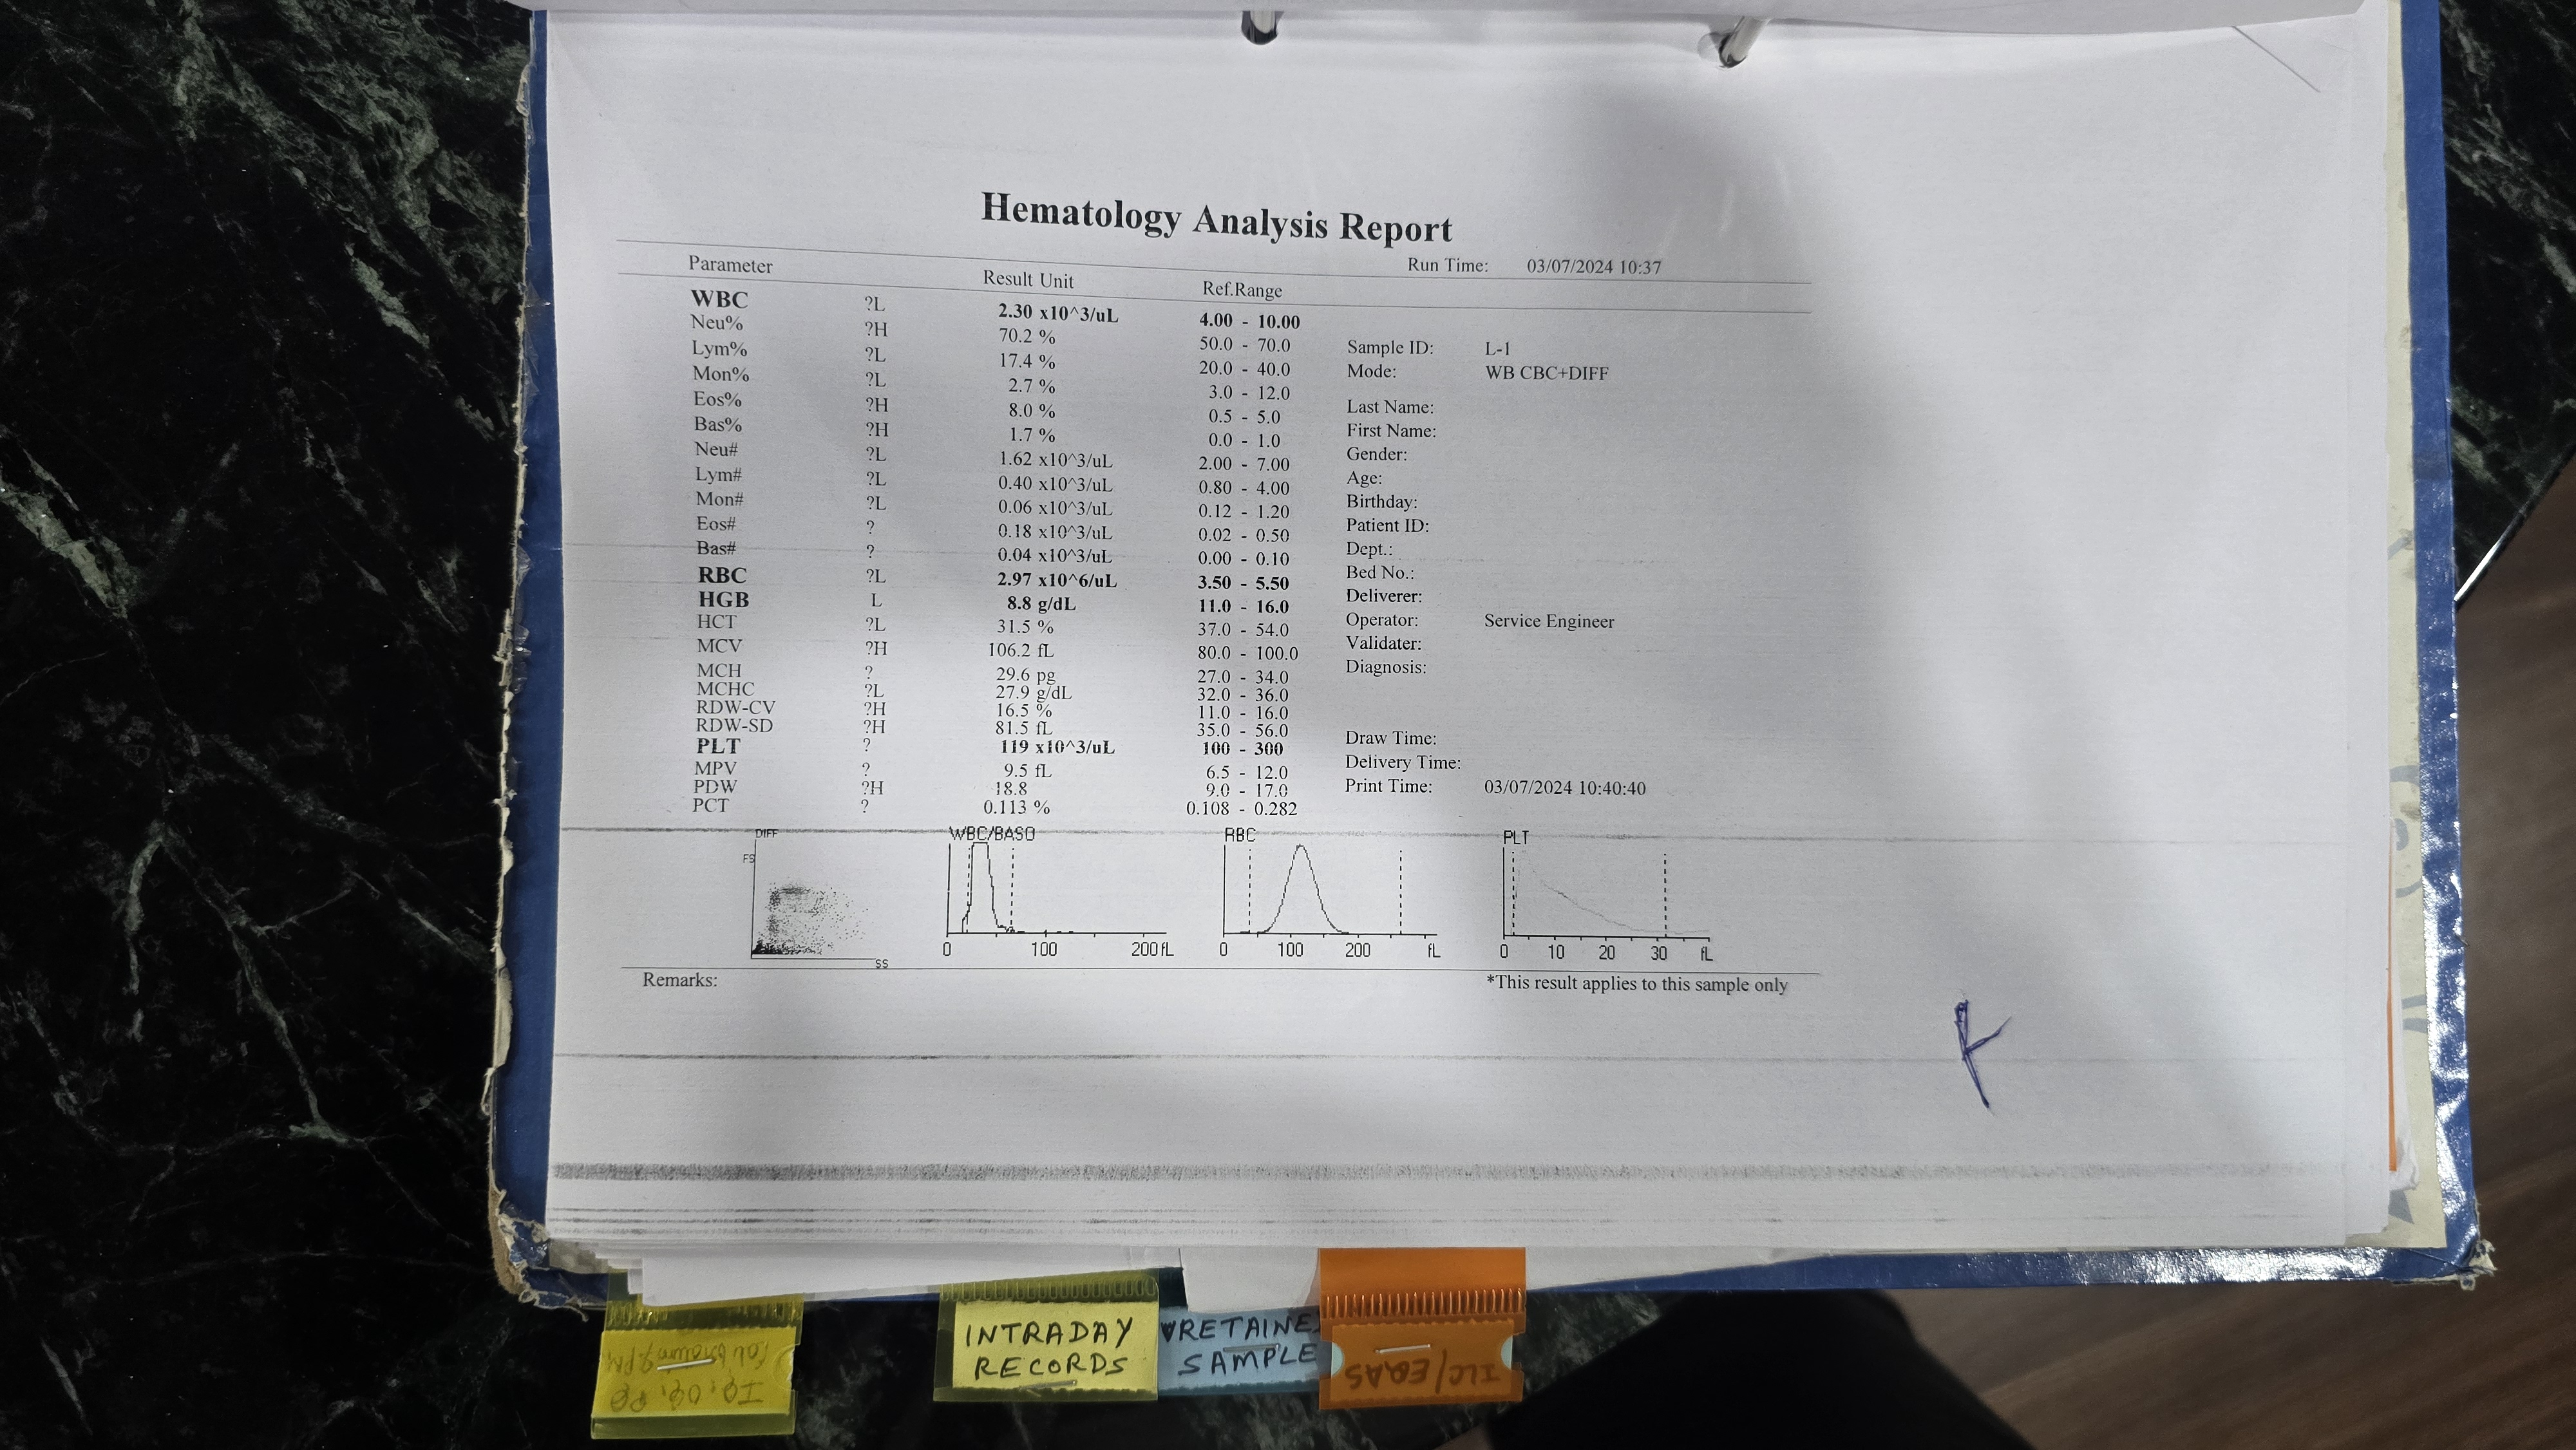 Hematology Analysis Report
Run Time: 03/07/2024 10:37
Parameter Result Unit Ref.Range
WBC ?L 2.30 x10^3/uL 4.00 - 10.00
Neu% ?H 70.2 % 50.0 - 70.0
Lym% ?L 17.4 % 20.0 - 40.0
Mon% ?L 2.7 % 3.0 - 12.0
Eos% ?H 8.0 % 0.5 - 5.0
Bas% ?H 1.7 % 0.0 - 1.0
Neu# ?L 1.62 x10^3/uL 2.00 - 7.00
Lym# ?L 0.40 x10^3/uL 0.80 - 4.00
Mon# ?L 0.06 x10^3/uL 0.12 - 1.20
Eos# ? 0.18 x10^3/uL 0.02 - 0.50
Bas# ? 0.04 x10^3/uL 0.00 - 0.10
RBC ?L 2.97 x10^6/uL 3.50 - 5.50
HGB L 8.8 g/dL 11.0 - 16.0
HCT ?L 31.5 % 37.0 - 54.0
MCV ?H 106.2 fL 80.0 - 100.0
MCH ? 29.6 pg 27.0 - 34.0
MCHC ?L 27.9 g/dL 32.0 - 36.0
RDW-CV ?H 16.5 % 11.0 - 16.0
RDW-SD ?H 81.5 fL 35.0 - 56.0
PLT ? 119 x10^3/uL 100 - 300
MPV ? 9.5 fL 6.5 - 12.0
PDW ?H 18.8 9.0 - 17.0
PCT ? 0.113 % 0.108 - 0.282
Sample ID: L-1
Mode: WB CBC+DIFF
Last Name:
First Name:
Gender:
Age:
Birthday:
Patient ID:
Dept.:
Bed No.:
Deliverer:
Operator: Service Engineer
Validater:
Diagnosis:
Draw Time:
Delivery Time:
Print Time: 03/07/2024 10:40:40
DIFF
FS
SS
WBC/BASO
0 100 200fL
RBC
0 100 200 fL
PLT
0 10 20 30 fL
Remarks:
*This result applies to this sample only
INTRADAY
RECORDS
RETAINE
SAMPLE
ILC/EQAS